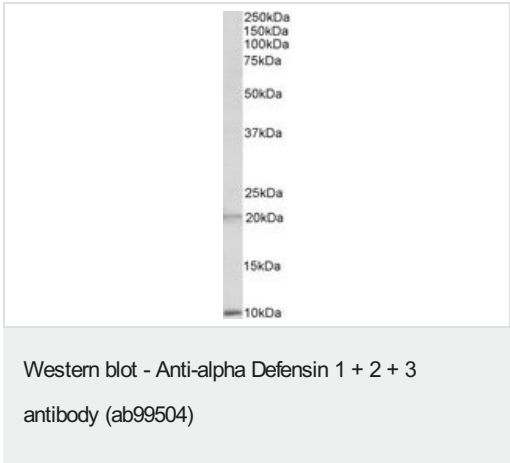 250kDa
150kDa
100kDa
75kDa
50kDa
37kDa
25kDa
20kDa
15kDa
10kDa
Western blot - Anti-alpha Defensin 1 + 2 + 3
antibody (ab99504)